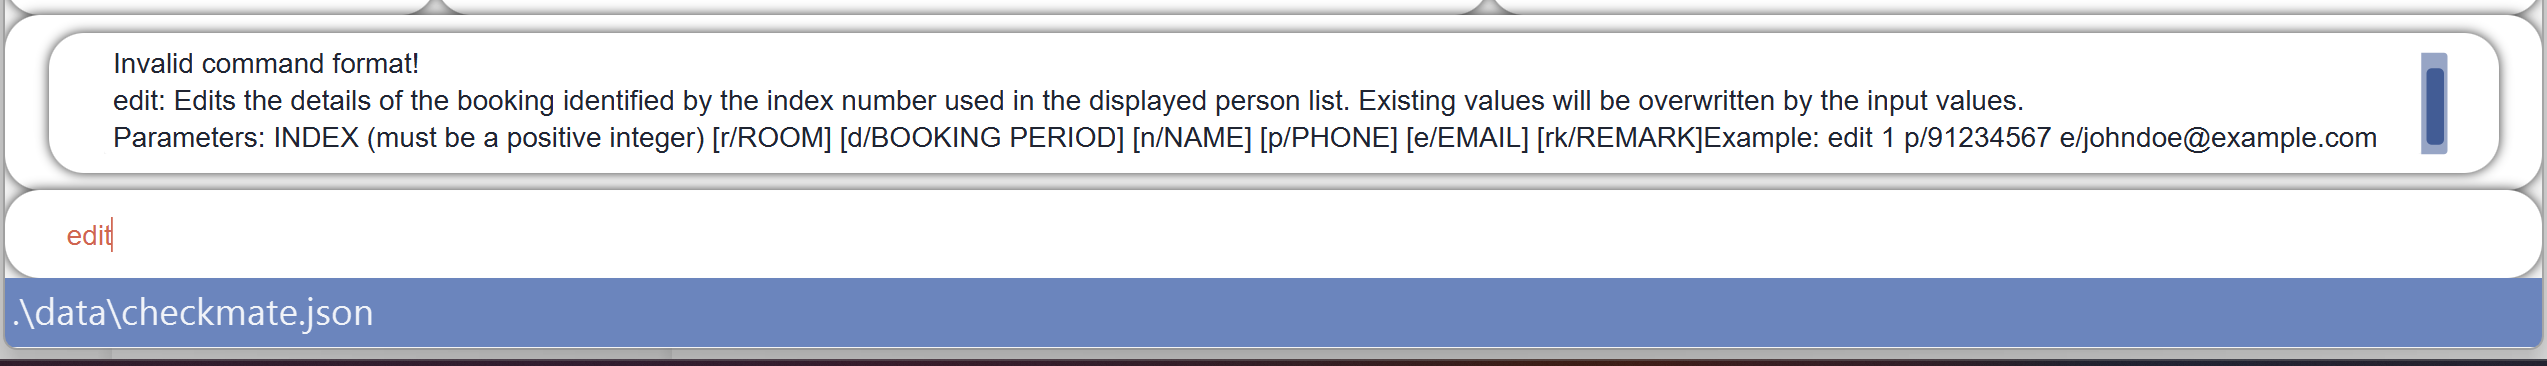 Invalid command format!
edit: Edits the details of the booking identified by the index number used in the displayed person list. Existing values will be overwritten by the input values.
Parameters: INDEX (must be a positive integer) [r/ROOM] [d/BOOKING PERIOD] [n/NAME] [p/PHONE] [e/EMAIL] [rk/REMARK]Example: edit 1 p/91234567 e/johndoe@example.com
edit
.\data\checkmate.json